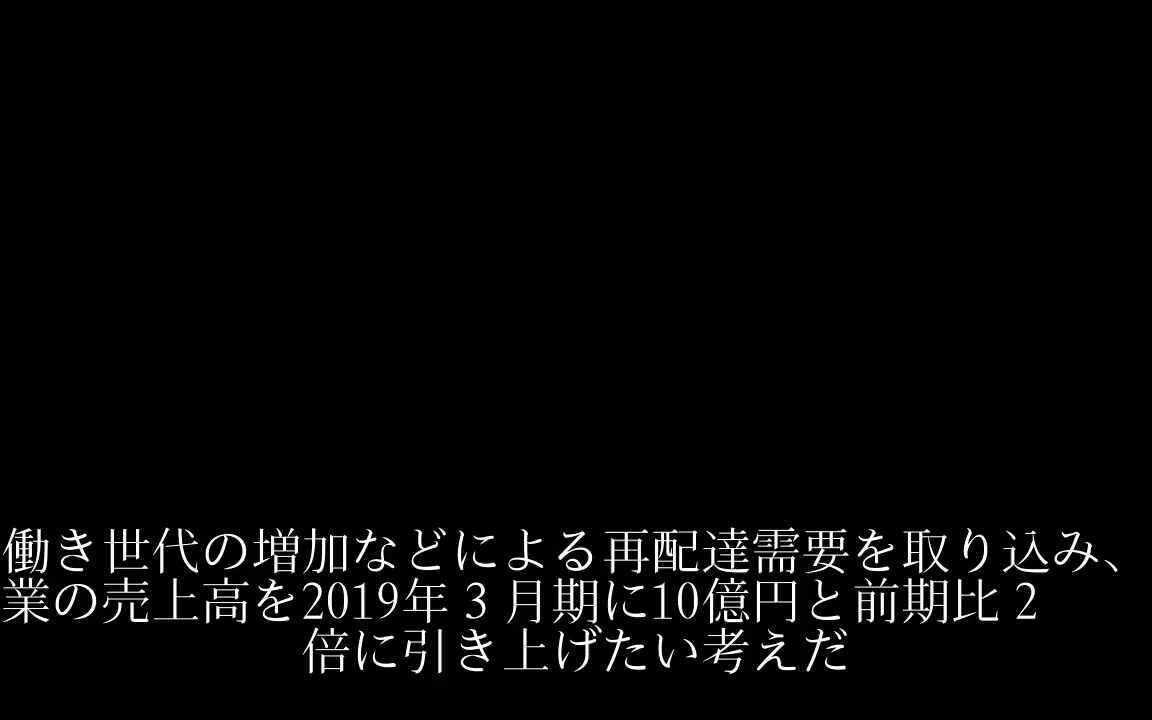 働き世代の増加などによる再配達需要を取り込み、
業の売上高を2019年３月期に10億円と前期比２
倍に引き上げたい考えだ